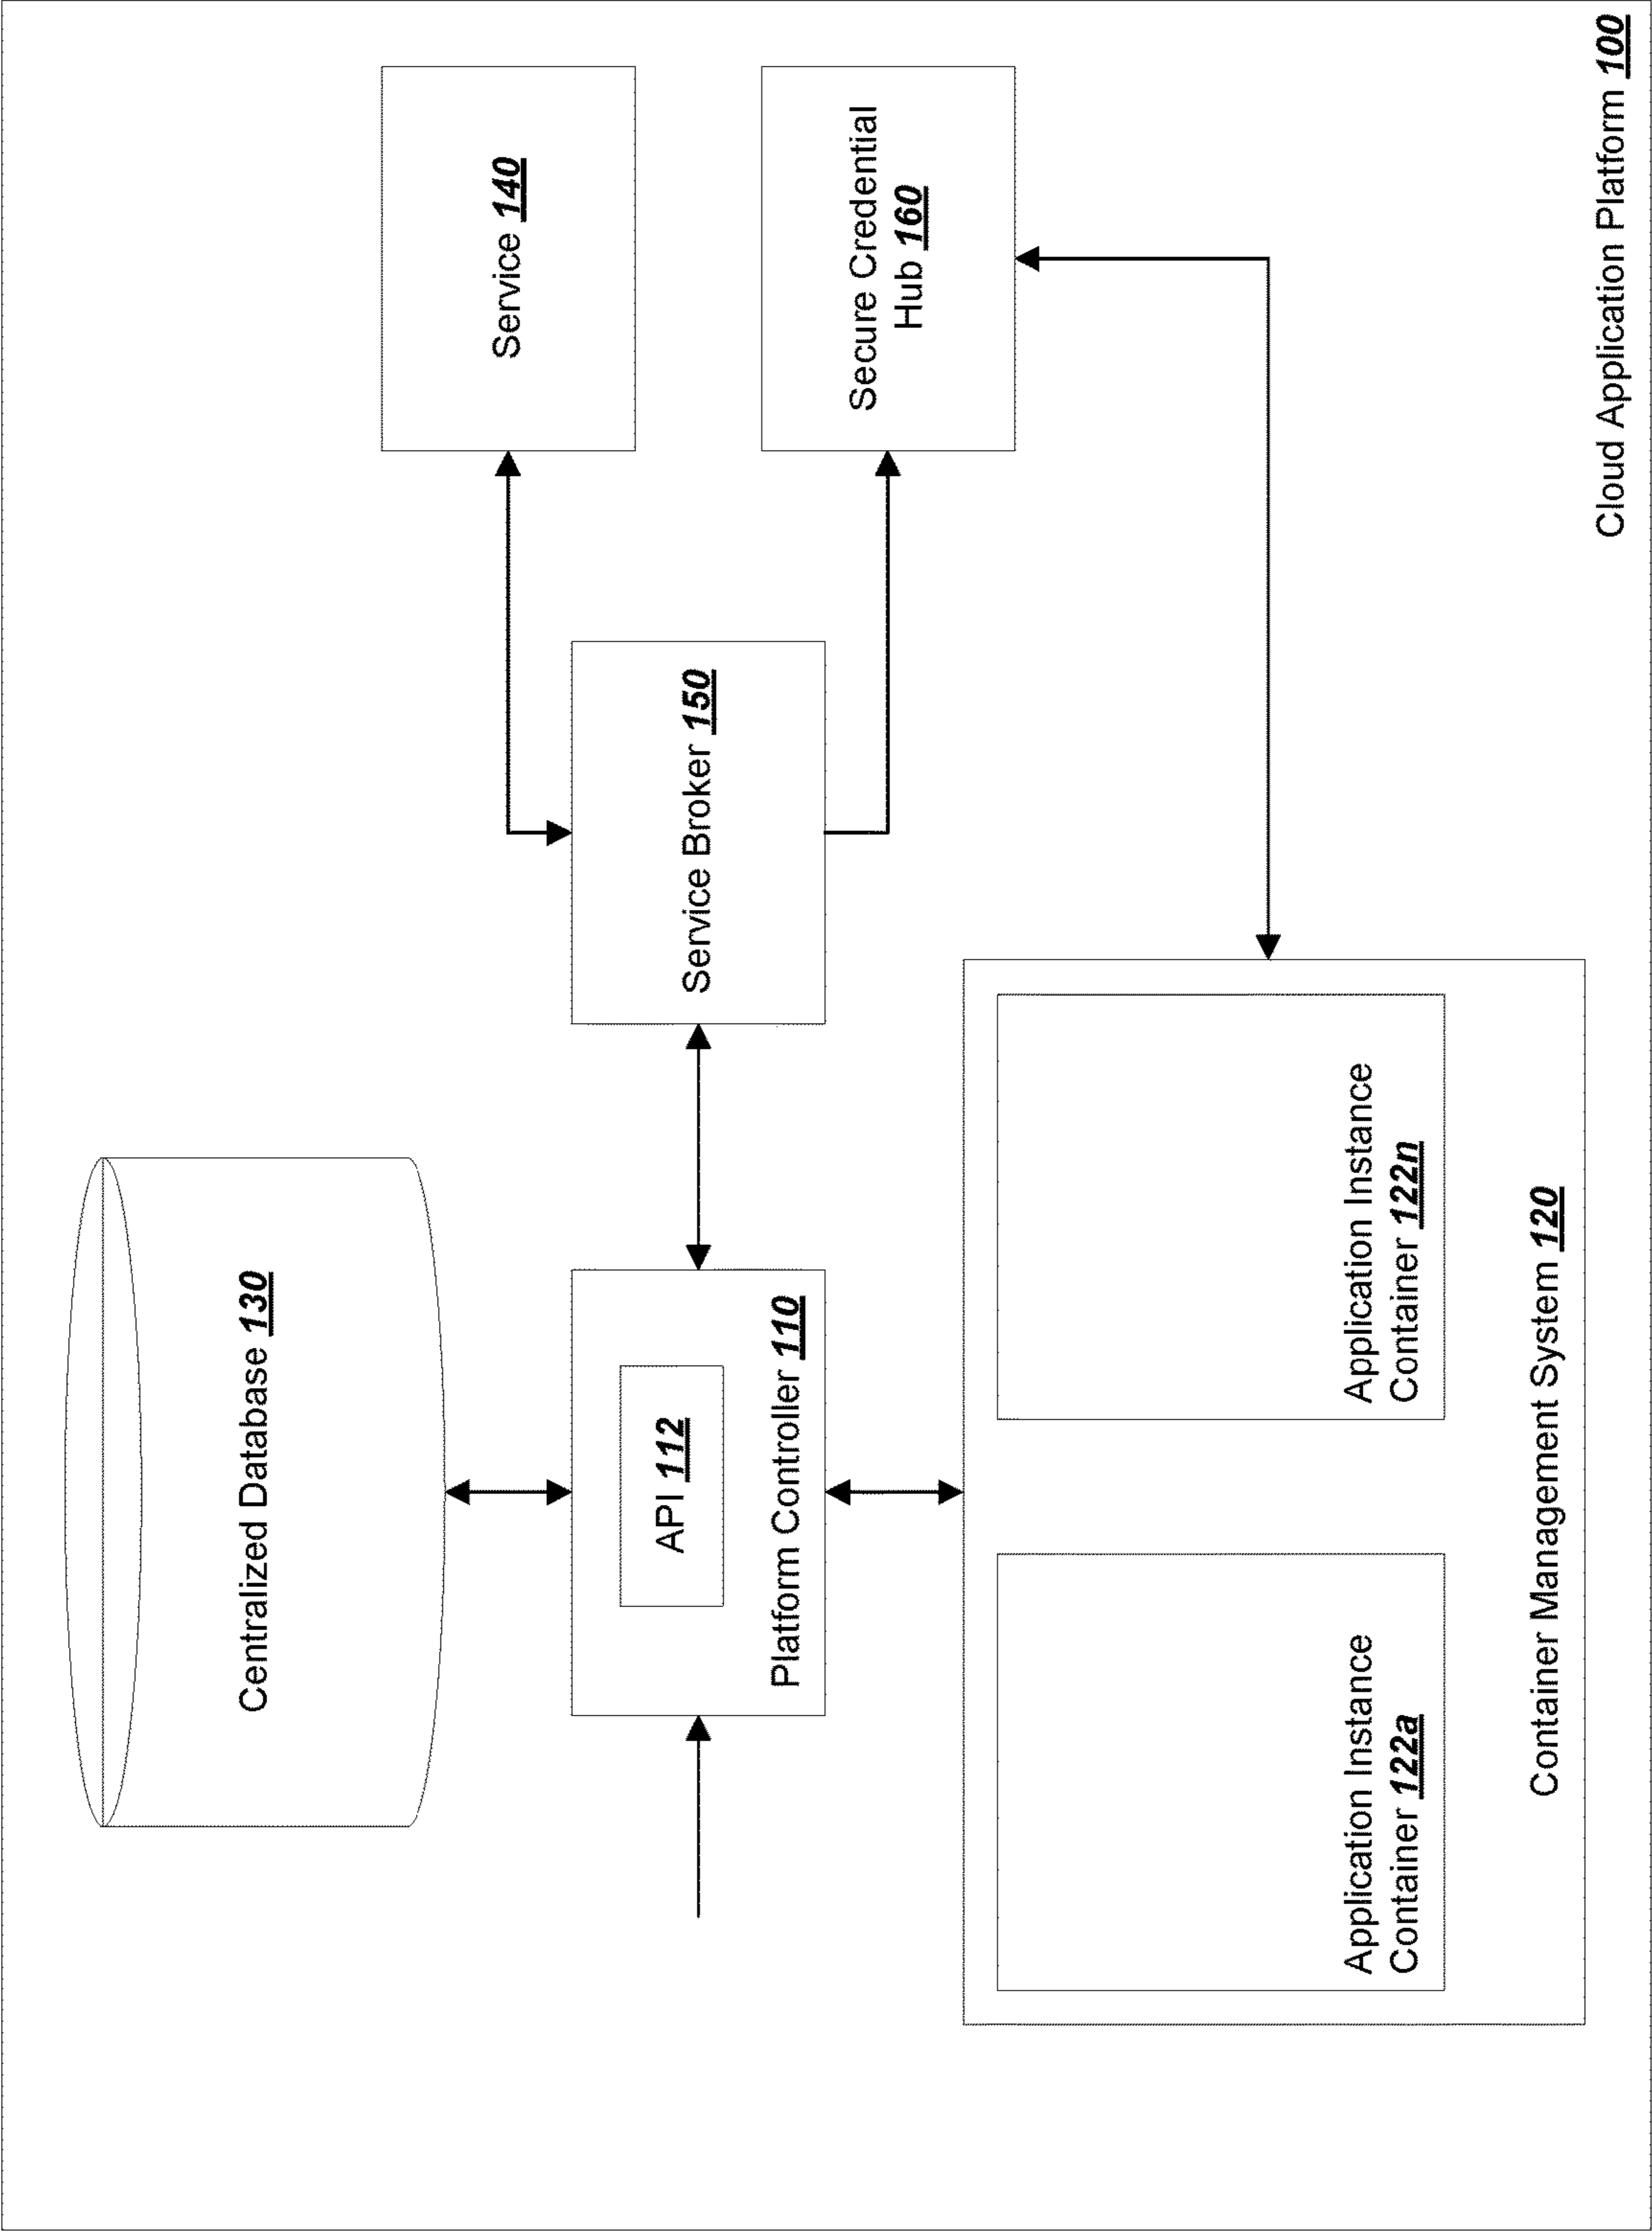 Centralized Database 130
Service 140
API 112
Platform Controller 110
Service Broker 150
Secure Credential
Hub 160
Application Instance
Container 122a
Application Instance
Container 122n
Container Management System 120
Cloud Application Platform 100